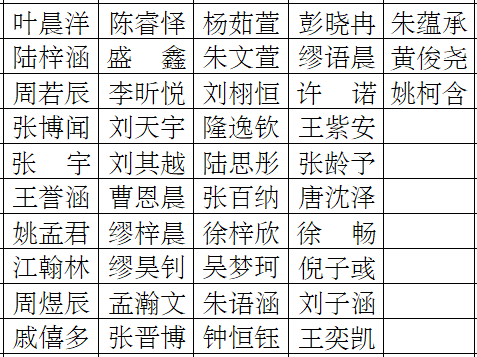 叶晨洋 陈睿怿 杨茹萱 彭晓冉 朱蕴承
陆梓涵 盛　鑫 朱文萱 缪语晨 黄俊尧
周若辰 李昕悦 刘栩恒 许　诺 姚柯含
张博闻 刘天宇 隆逸钦 王紫安
张　宇 刘其越 陆思彤 张龄予
王誉涵 曹恩晨 张百纳 唐沈泽
姚孟君 缪梓晨 徐梓欣 徐　畅
江翰林 缪昊钊 吴梦珂 倪子彧
周煜辰 孟瀚文 朱语涵 刘子涵
戚僖多 张晋博 钟恒钰 王奕凯